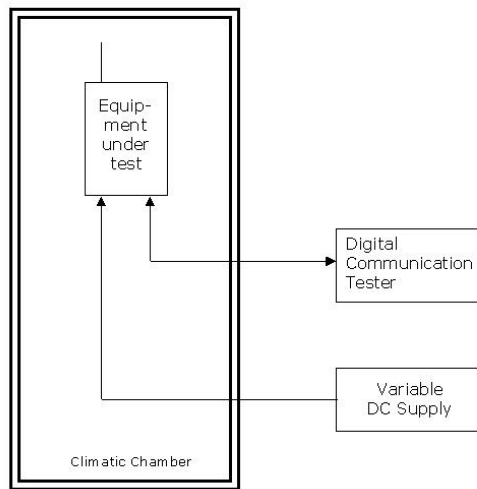 Equip-
ment
under
test
Digital
Communication
Tester
Variable
DC Supply
Climatic Chamber